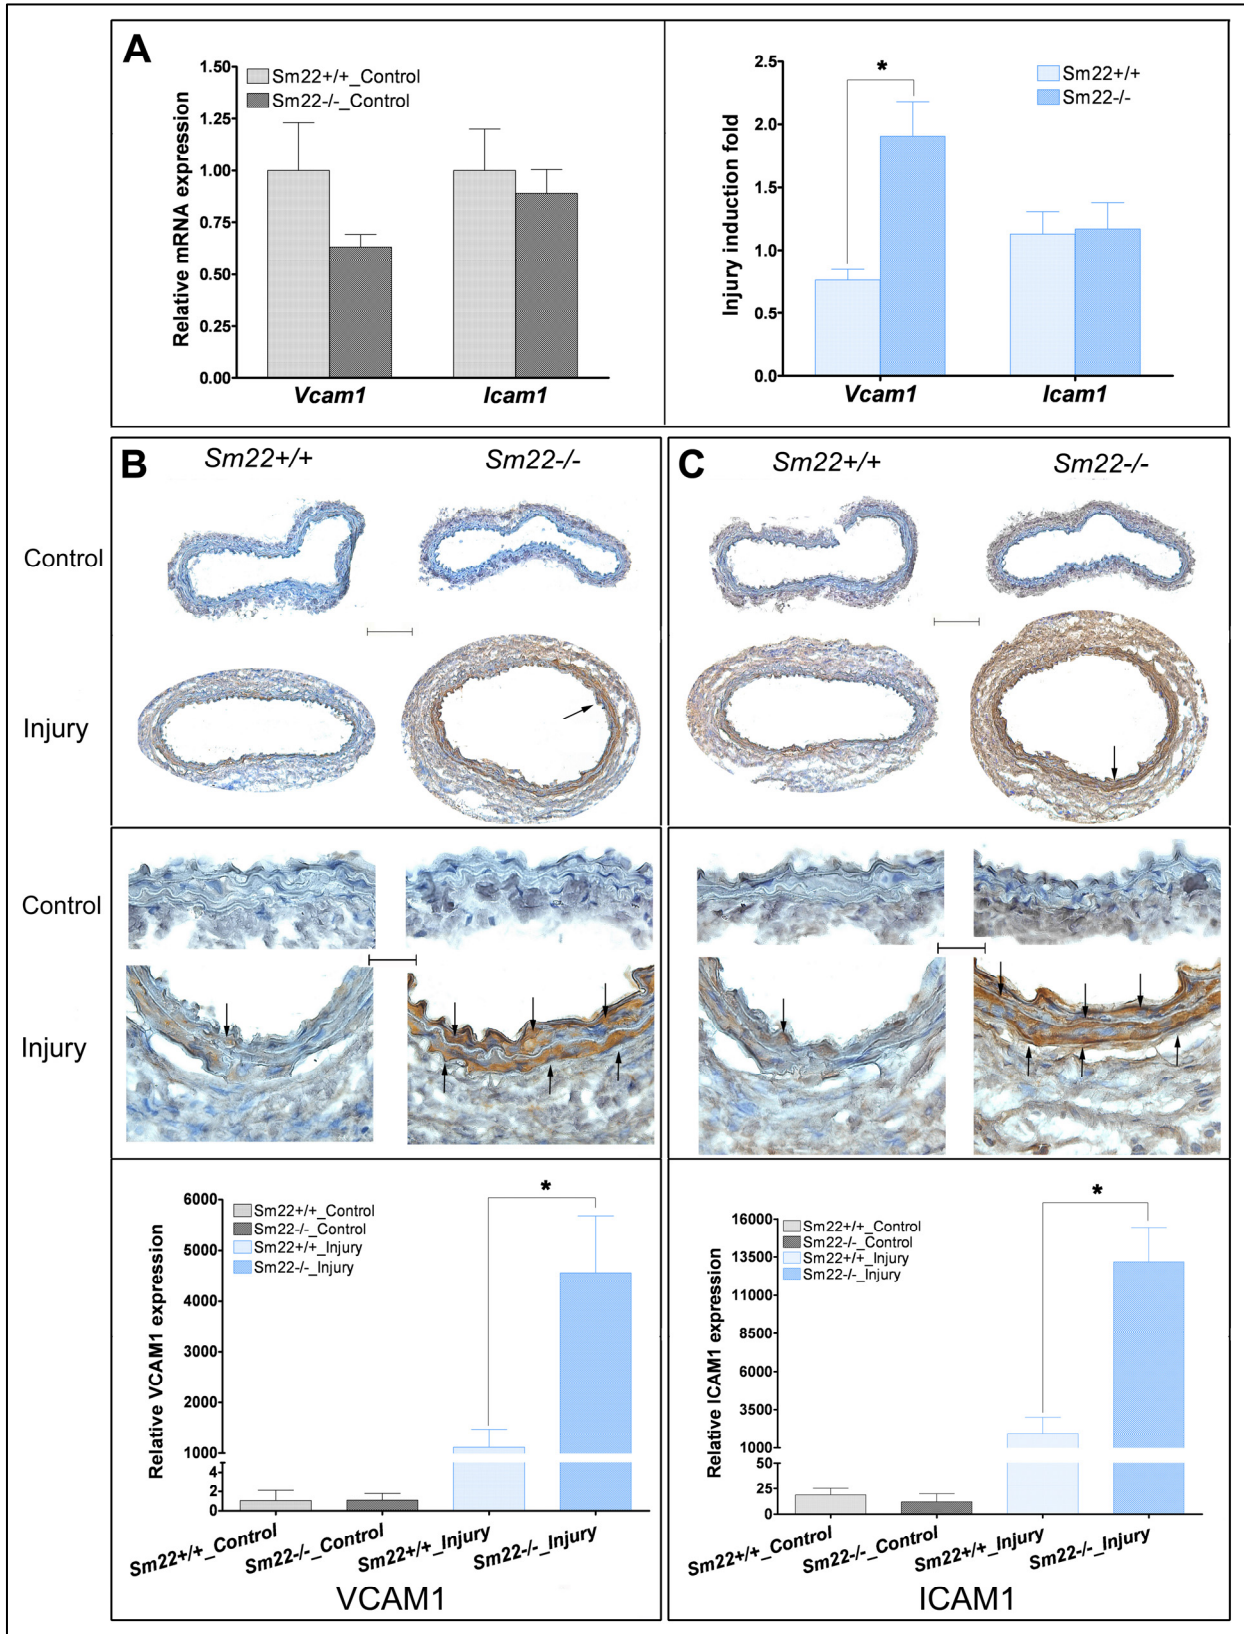 A
1.50
1.25
1.00
0.75
0.50
0.25
0.00
Relative mRNA expression
Sm22+/+_Control
Sm22-/-_Control
Vcam1 Icam1
2.5
2.0
1.5
1.0
0.5
0.0
Injury induction fold
*
Sm22+/+
Sm22-/-
Vcam1 Icam1
B Sm22+/+ Sm22-/-
C Sm22+/+ Sm22-/-
Control
Injury
Control
Injury
6000
5000
4000
3000
2000
1000
4
2
0
Relative VCAM1 expression
Sm22+/+_Control
Sm22-/-_Control
Sm22+/+_Injury
Sm22-/-_Injury
*
Sm22+/+_Control
Sm22-/-_Control
Sm22+/+_Injury
Sm22-/-_Injury
VCAM1
16000
13500
11000
8500
6000
3500
1000
50
25
0
Relative ICAM1 expression
Sm22+/+_Control
Sm22-/-_Control
Sm22+/+_Injury
Sm22-/-_Injury
*
Sm22+/+_Control
Sm22-/-_Control
Sm22+/+_Injury
Sm22-/-_Injury
ICAM1